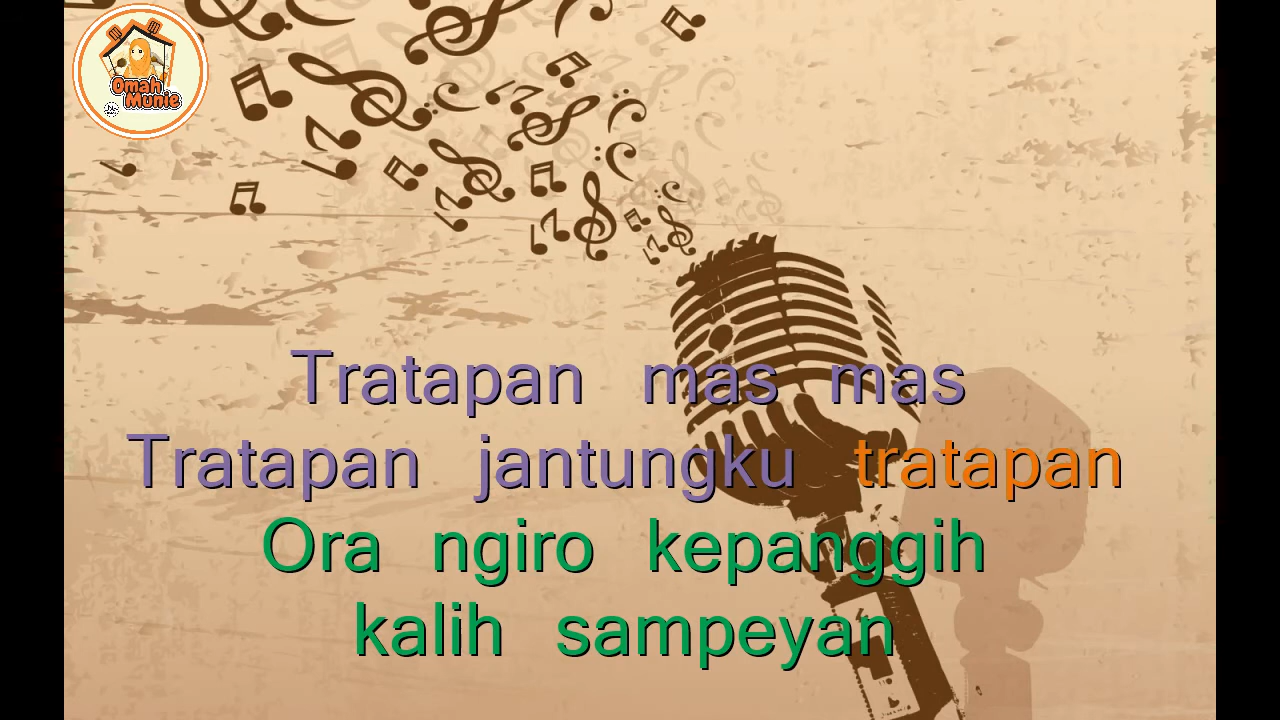 Omah
Munie
Tratapan mas mas
Tratapan jantungku tratapan
Ora ngiro kepanggih
kalih sampeyan